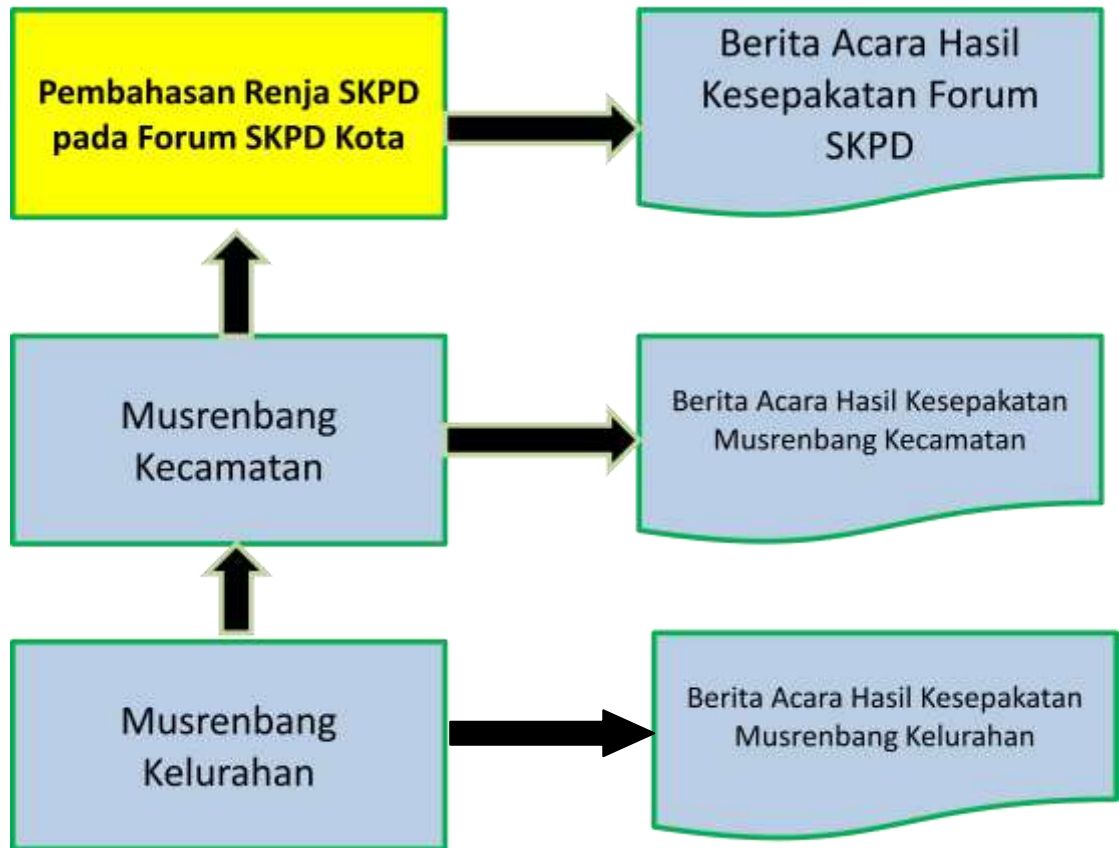 Pembahasan Renja SKPD
pada Forum SKPD Kota
Berita Acara Hasil
Kesepakatan Forum
SKPD
Musrenbang
Kecamatan
Berita Acara Hasil Kesepakatan
Musrenbang Kecamatan
Musrenbang
Kelurahan
Berita Acara Hasil Kesepakatan
Musrenbang Kelurahan